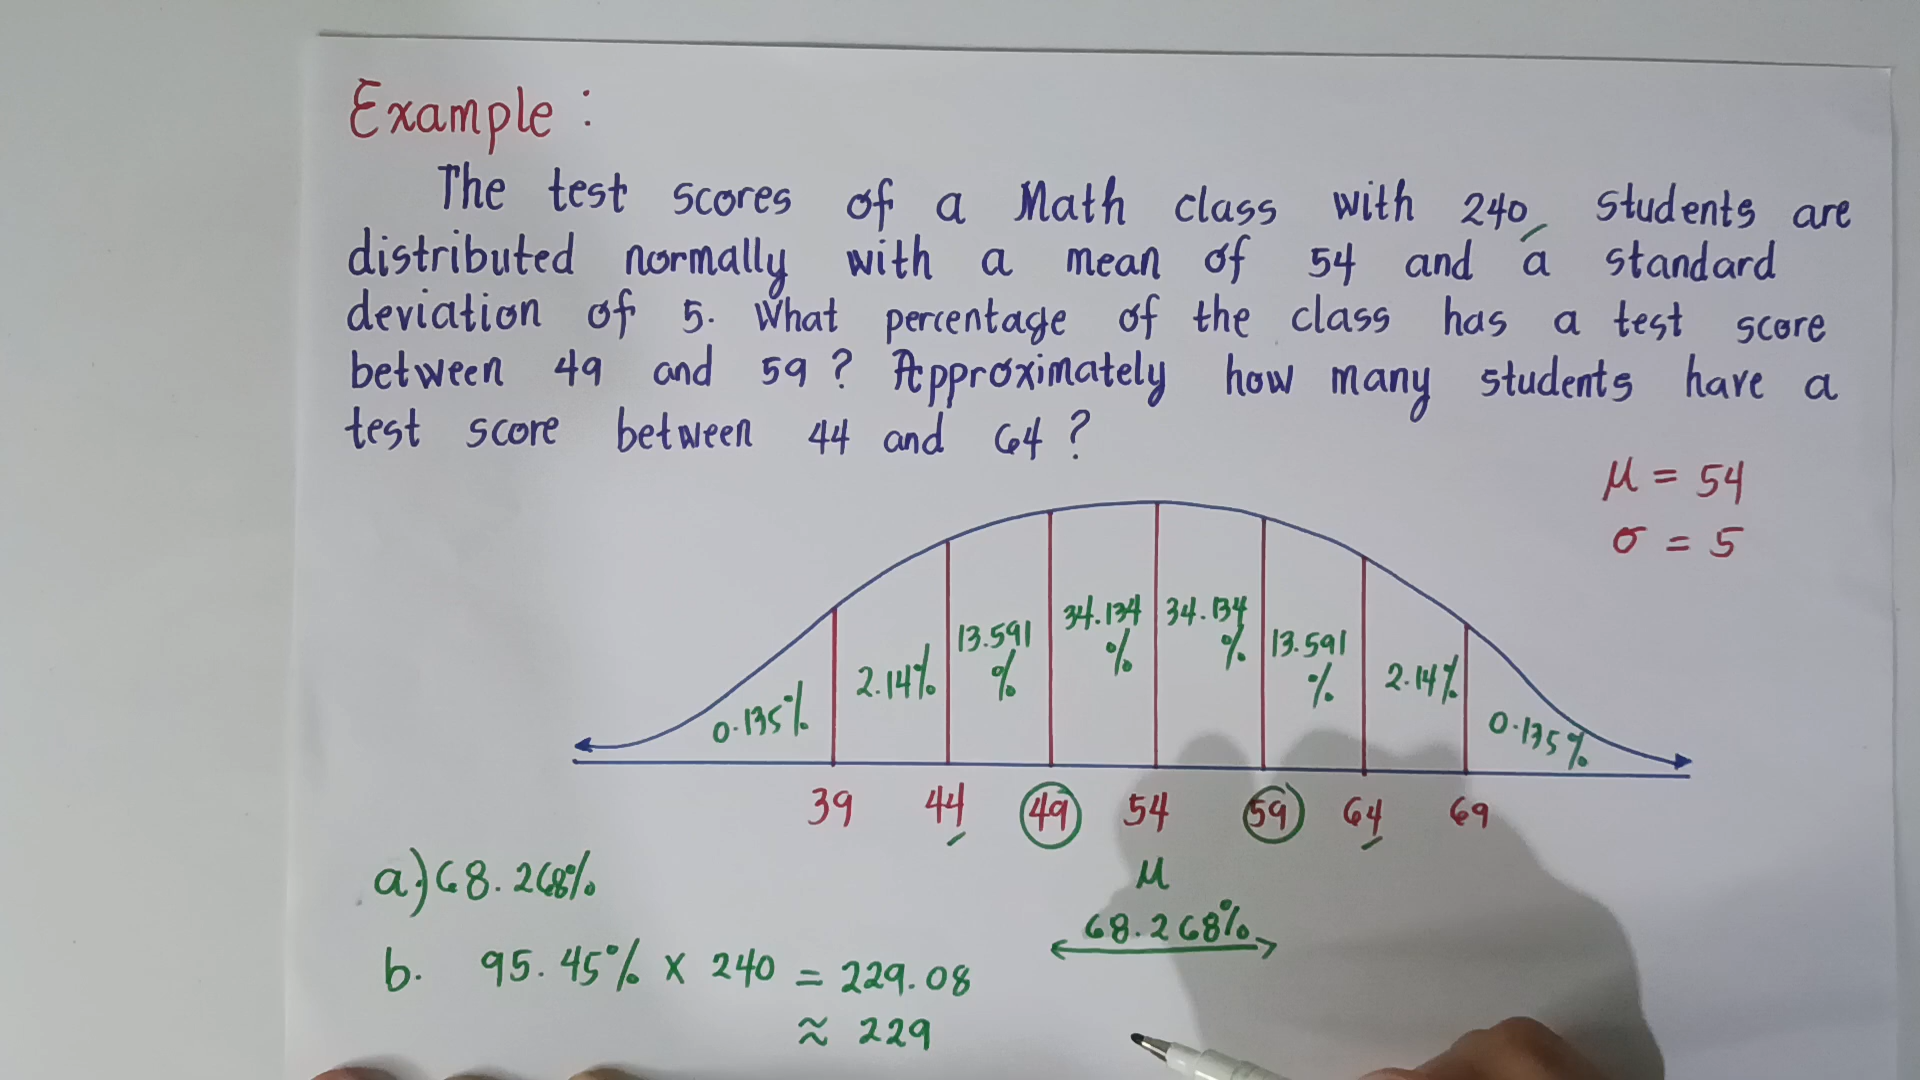 Example :
The test scores of a Math class with 240 students are
distributed normally with a mean of 54 and a standard
deviation of 5. What percentage of the class has a test score
between 49 and 59 ? Approximately how many students have a
test score between 44 and 64 ?
μ = 54
σ = 5
0.135% 2.14% 13.591 % 34.134 % 34.134 % 13.591 % 2.14% 0.135%
39 44 49 54 59 64 69
μ
68.268%
a.) 68.268%
b. 95.45% x 240 = 229.08
≈ 229